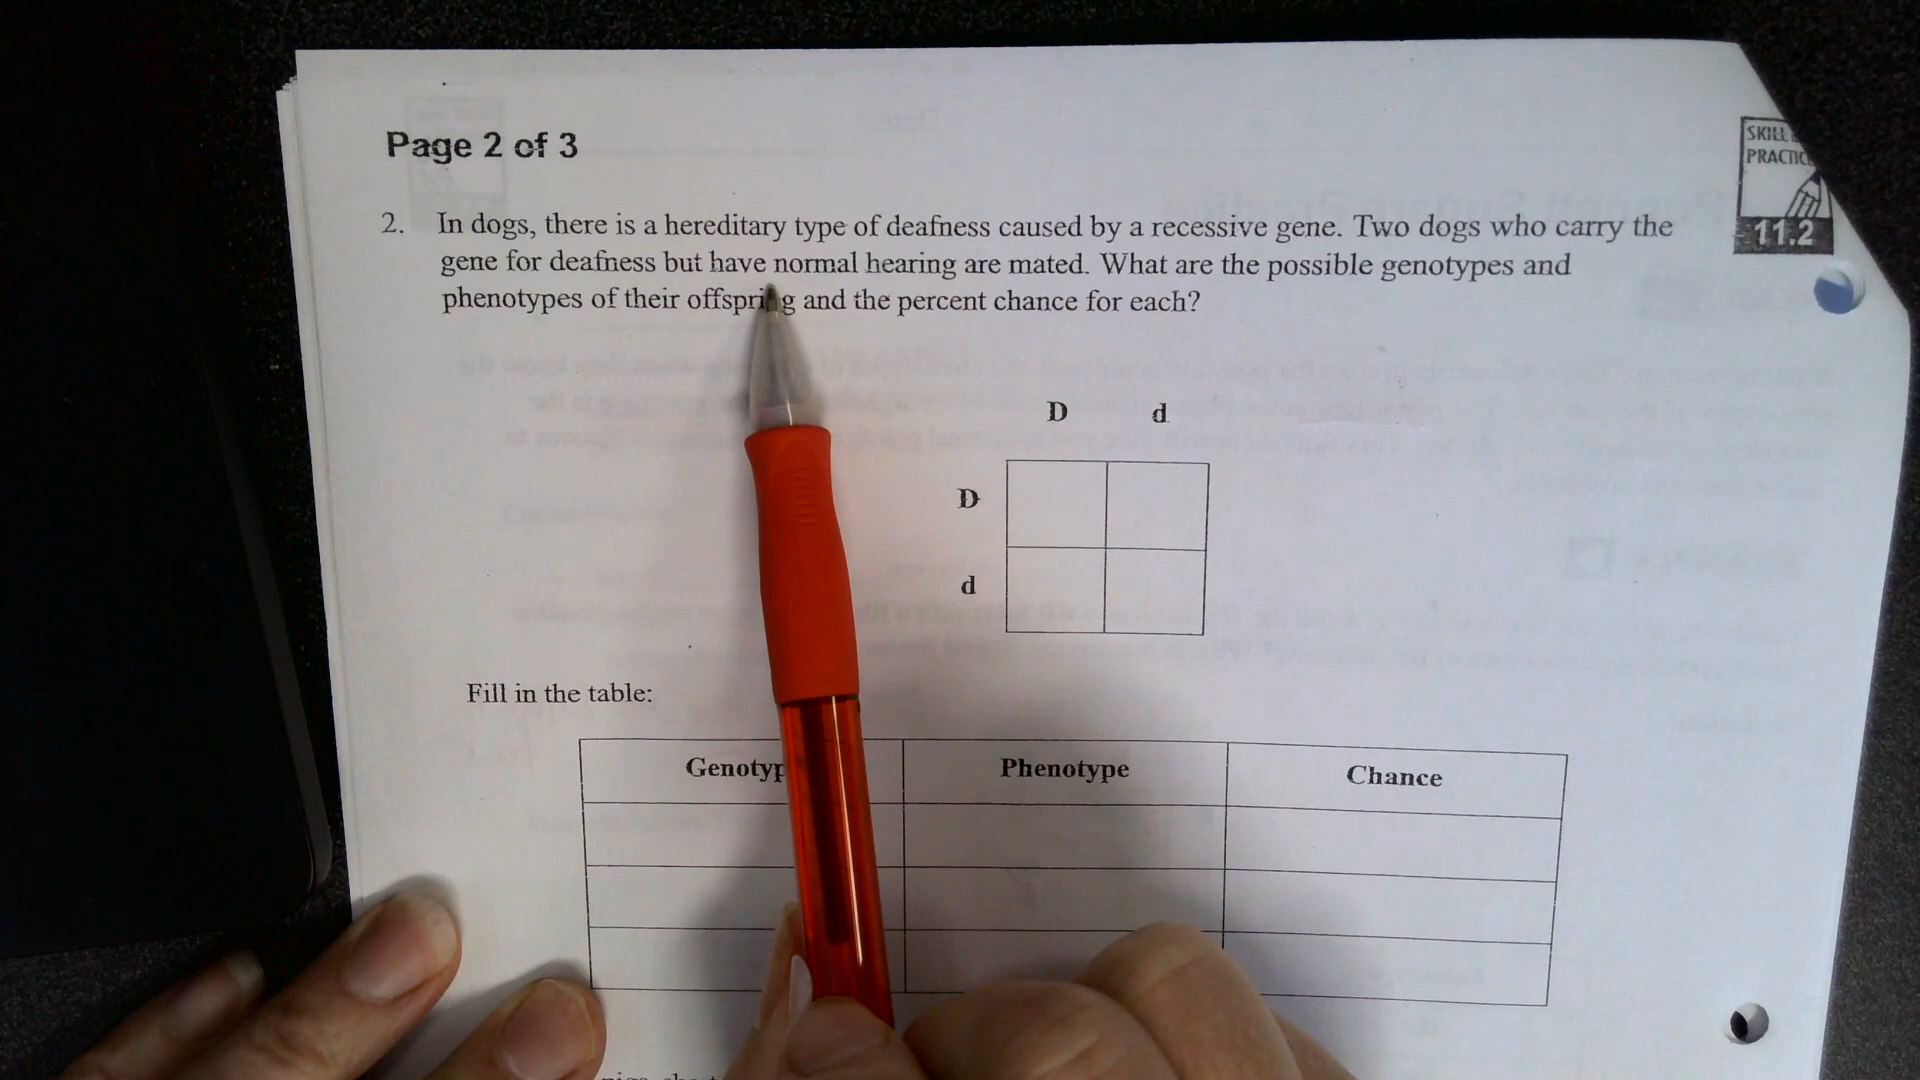 Page 2 of 3
SKILL
PRACTIC
11.2
2. In dogs, there is a hereditary type of deafness caused by a recessive gene. Two dogs who carry the
gene for deafness but have normal hearing are mated. What are the possible genotypes and
phenotypes of their offspring and the percent chance for each?
D d
D
d
Fill in the table:
Genotyp Phenotype Chance